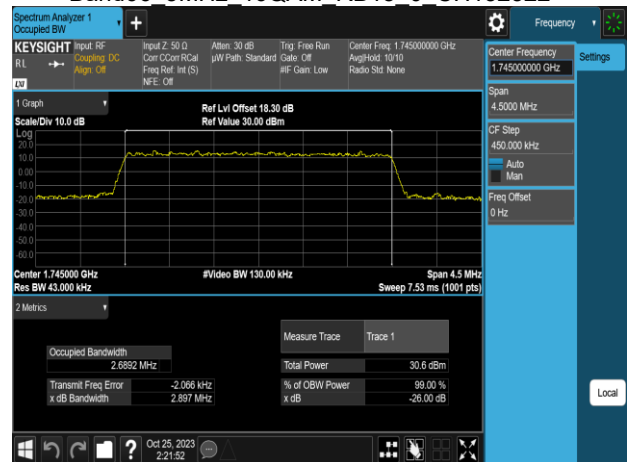 Spectrum Analyzer 1
Occupied BW
Frequency
KEYSIGHT
Input: RF
Coupling: DC
Align: Off
RL
LXI
Input Z: 50 Ω
Corr CCorr RCal
Freq Ref: Int (S)
NFE: Off
Atten: 30 dB
µW Path: Standard
Trig: Free Run
Gate: Off
#IF Gain: Low
Center Freq: 1.745000000 GHz
Avg|Hold: 10/10
Radio Std: None
Center Frequency
1.745000000 GHz
Settings
Span
4.5000 MHz
CF Step
450.000 kHz
Auto
Man
Freq Offset
0 Hz
1 Graph
Scale/Div 10.0 dB
Ref Lvl Offset 18.30 dB
Ref Value 30.00 dBm
Log
20.0
10.0
0.00
-10.0
-20.0
-30.0
-40.0
-50.0
-60.0
Center 1.745000 GHz
#Video BW 130.00 kHz
Span 4.5 MHz
Res BW 43.000 kHz
Sweep 7.53 ms (1001 pts)
2 Metrics
Measure Trace
Trace 1
Occupied Bandwidth
2.6892 MHz
Total Power
30.6 dBm
Transmit Freq Error
-2.066 kHz
% of OBW Power
99.00 %
x dB Bandwidth
2.897 MHz
x dB
-26.00 dB
Local
?
Oct 25, 2023
2:21:52